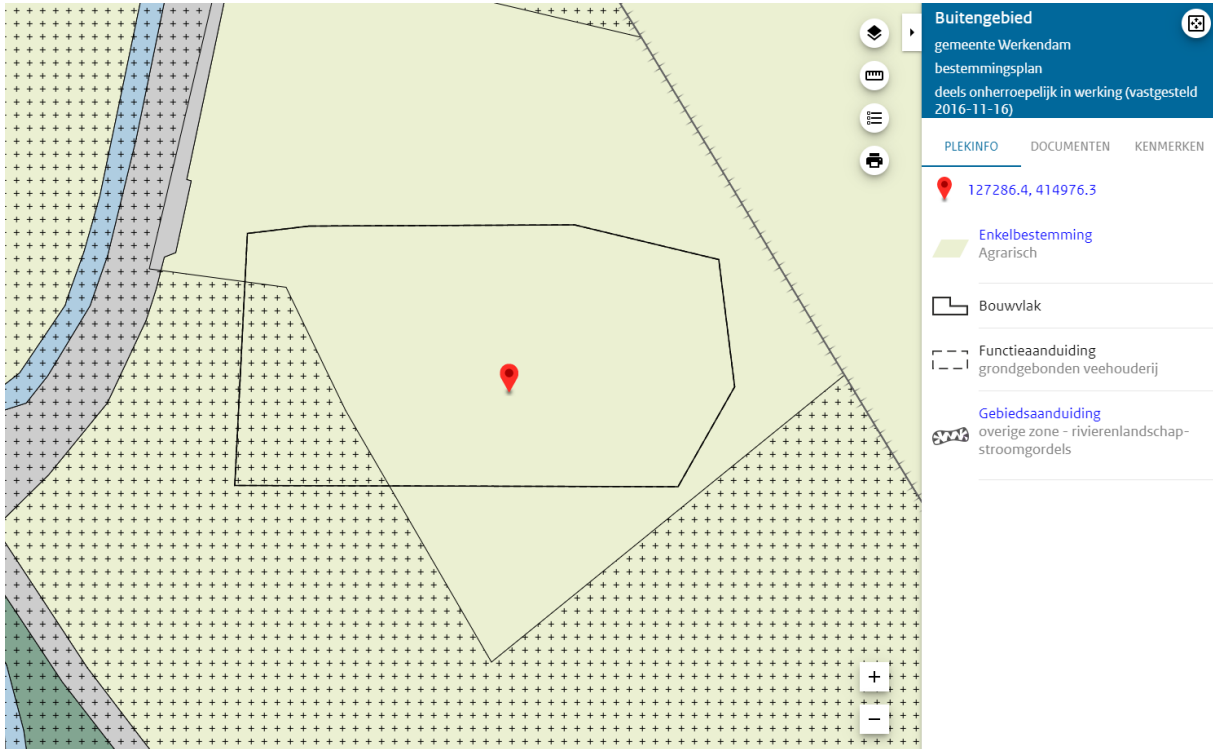 Buitengebied
gemeente Werkendam
bestemmingsplan
deels onherroepelijk in werking (vastgesteld
2016-11-16)
PLEKINFO DOCUMENTEN KENMERKEN
127286.4, 414976.3
Enkelbestemming
Agrarisch
Bouwvlak
Functieaanduiding
grondgebonden veehouderij
Gebiedsaanduiding
overige zone - rivierenlandschap-
stroomgordels